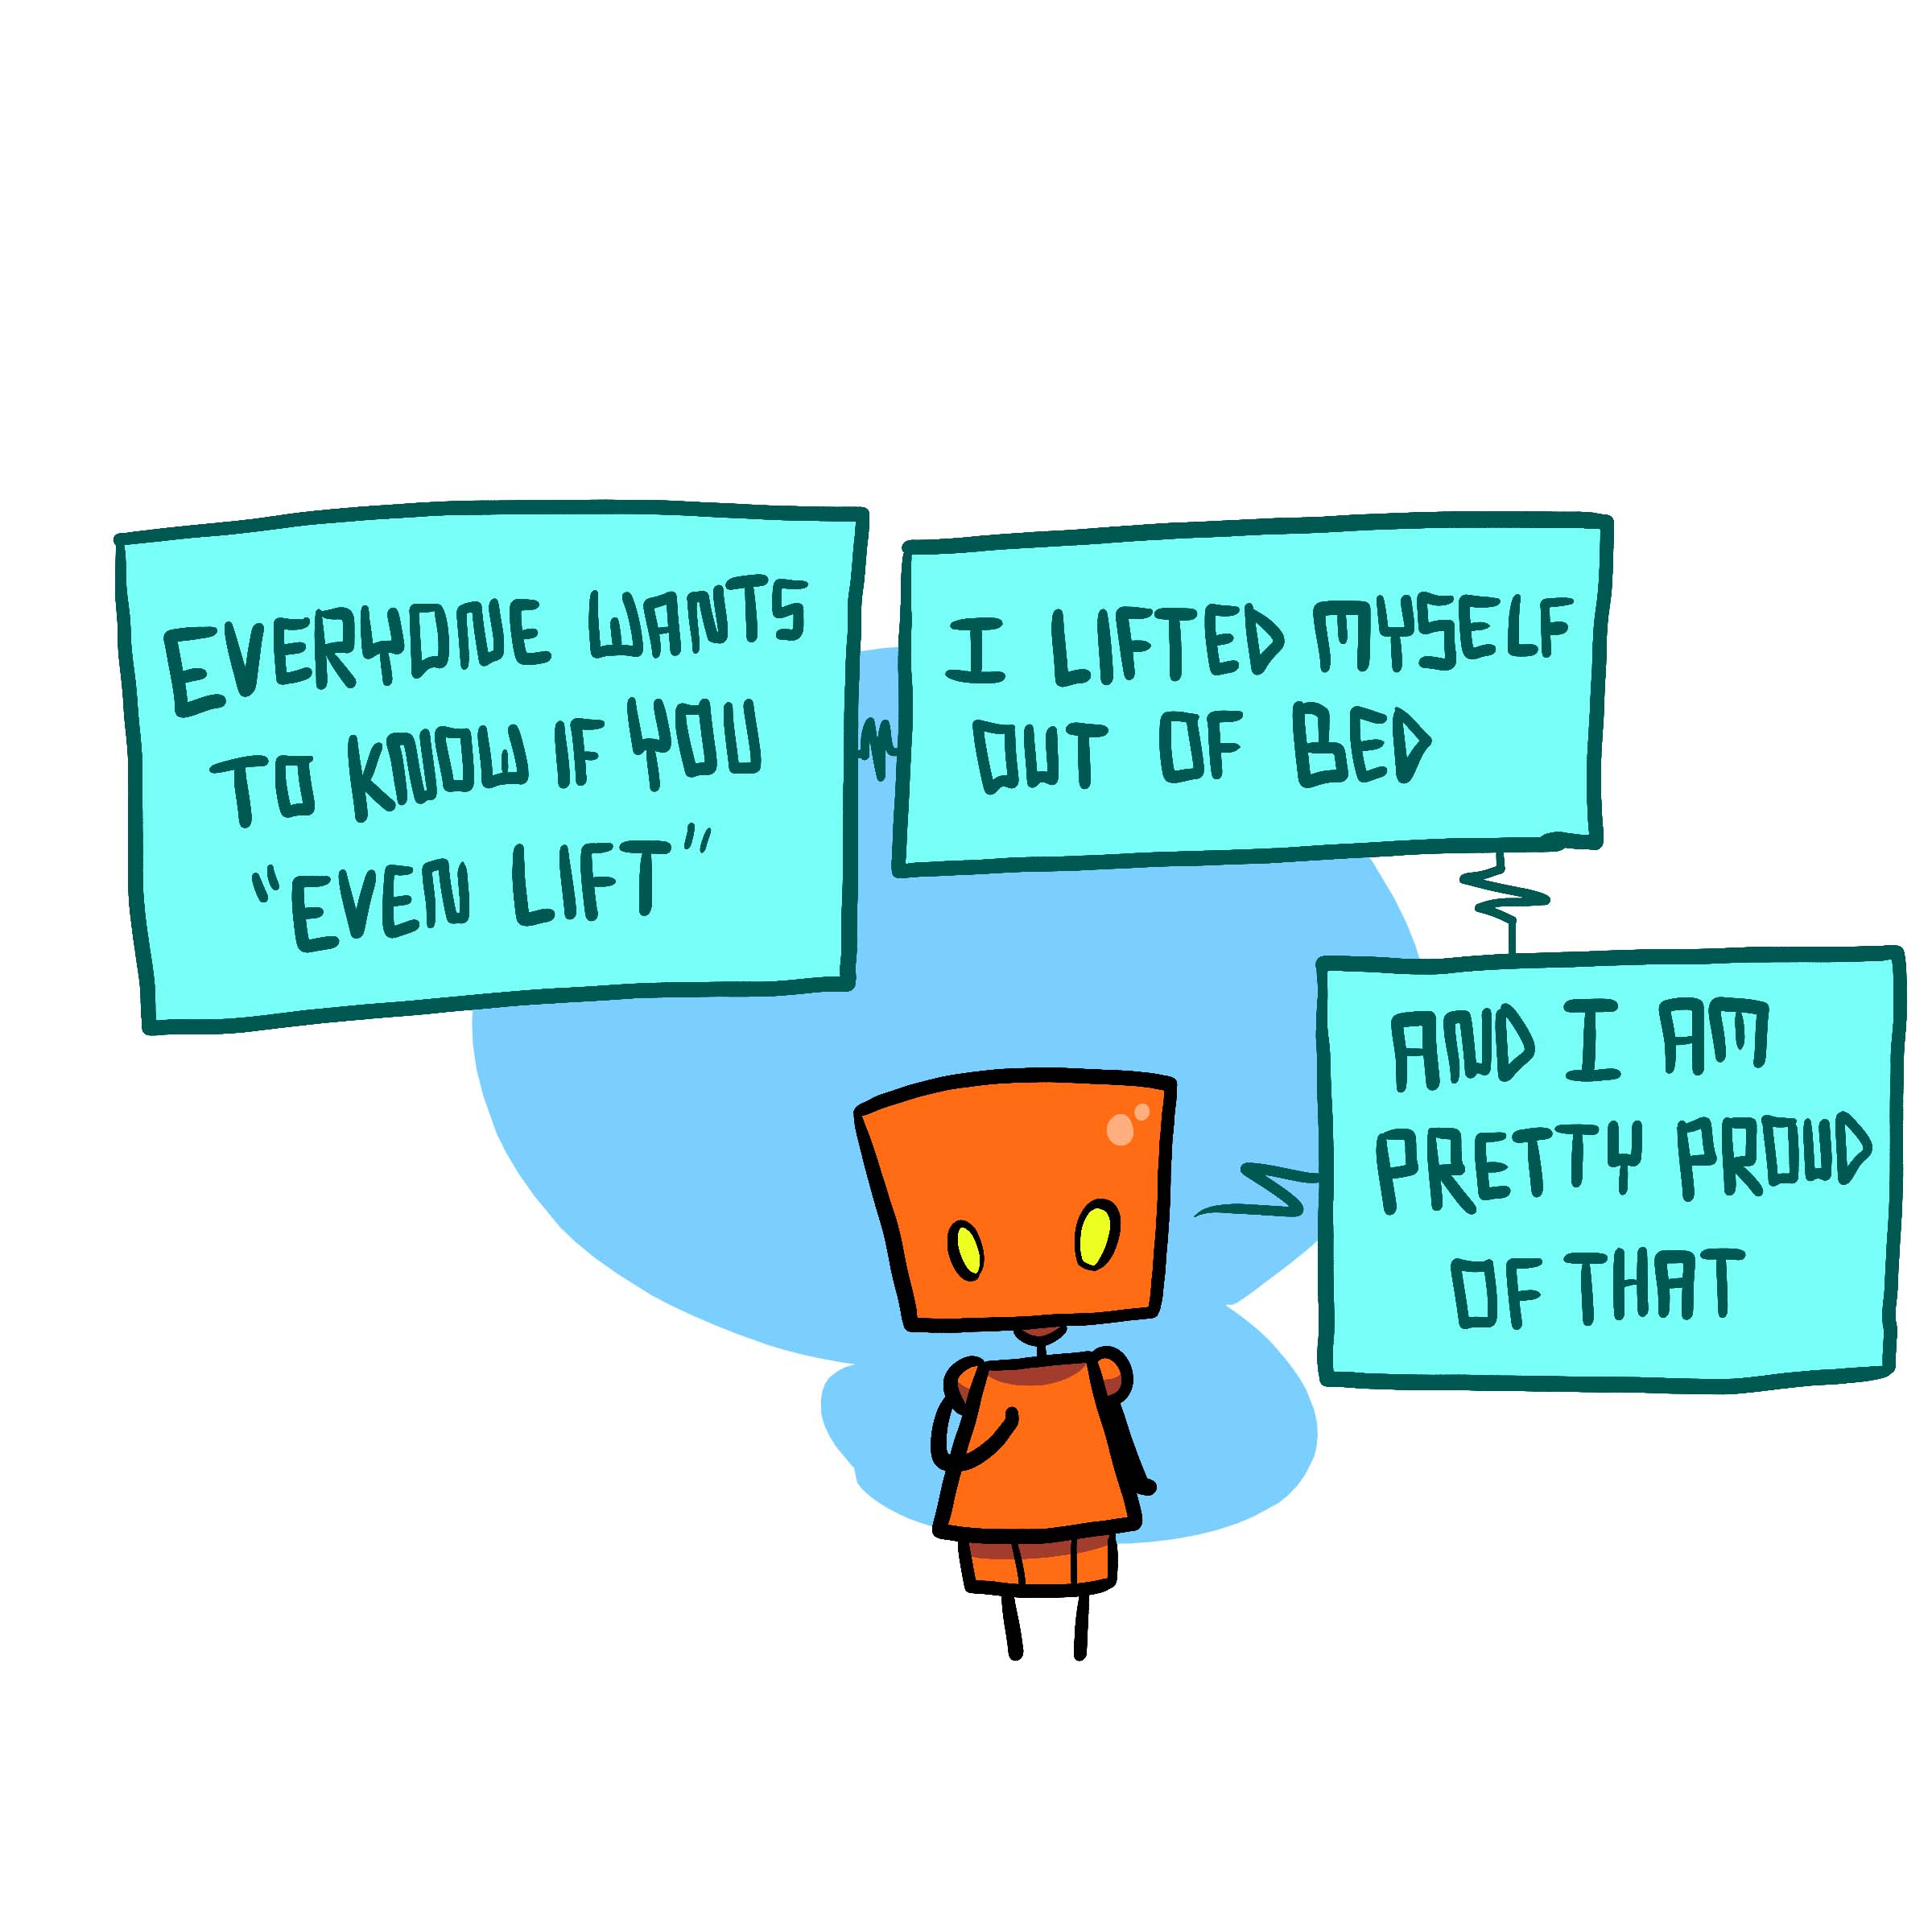 EVERYONE WANTS
TO KNOW IF YOU
"EVEN LIFT"
I LIFTED MYSELF
OUT OF BED
AND I AM
PRETTY PROUD
OF THAT